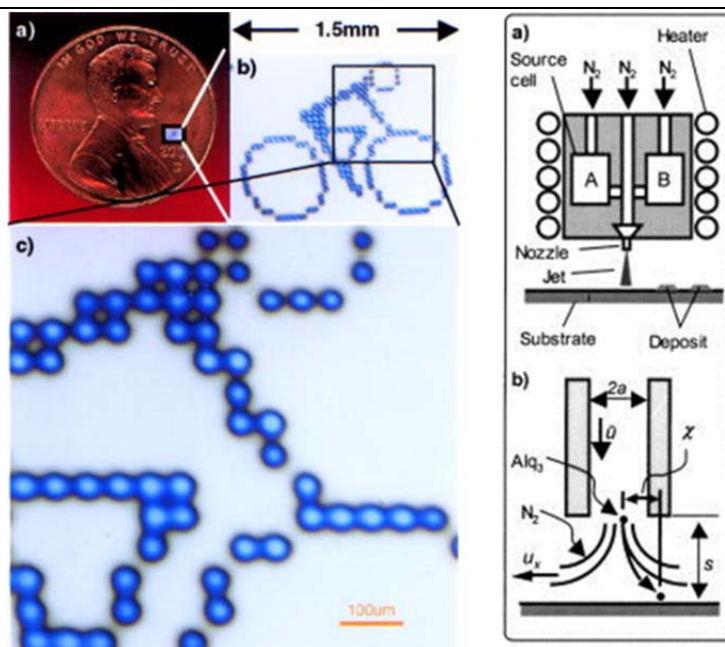 a)
IN GOD WE TRUST
1.5mm
b)
c)
100um
a)
Heater
Source
cell
N2 N2 N2
A B
Nozzle
Jet
Substrate Deposit
b)
2a
ū
χ
Alq3
N2
ux
s